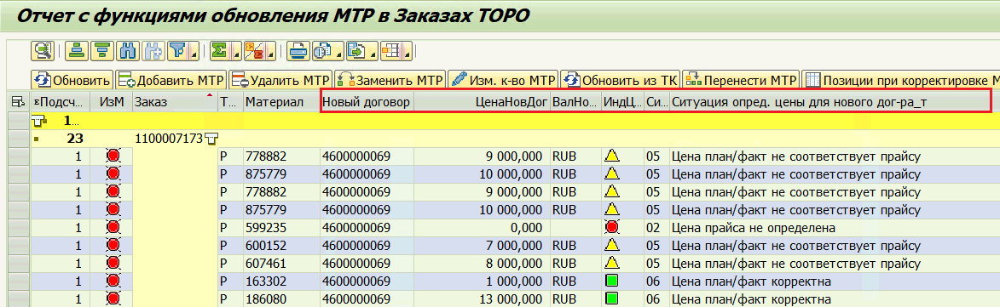 Отчет с функциями обновления МТР в Заказах ТОРО
Обновить Добавить МТР Удалить МТР Заменить МТР Изм. к-во МТР Обновить из ТК Перенести МТР Позиции при корректировке М
ΣПодсч... ИзМ Заказ Т... Материал Новый договор ЦенаНовДог ВалНо... ИндЦ... Си... Ситуация опред. цены для нового дог-ра_т
1...
23 1100007173
1 P 778882 4600000069 9 000,000 RUB 05 Цена план/факт не соответствует прайсу
1 P 875779 4600000069 10 000,000 RUB 05 Цена план/факт не соответствует прайсу
1 P 778882 4600000069 9 000,000 RUB 05 Цена план/факт не соответствует прайсу
1 P 875779 4600000069 10 000,000 RUB 05 Цена план/факт не соответствует прайсу
1 P 599235 4600000069 0,000 02 Цена прайса не определена
1 P 600152 4600000069 7 000,000 RUB 05 Цена план/факт не соответствует прайсу
1 P 607461 4600000069 8 000,000 RUB 05 Цена план/факт не соответствует прайсу
1 P 163302 4600000069 1 000,000 RUB 06 Цена план/факт корректна
1 P 186080 4600000069 13 000,000 RUB 06 Цена план/факт корректна